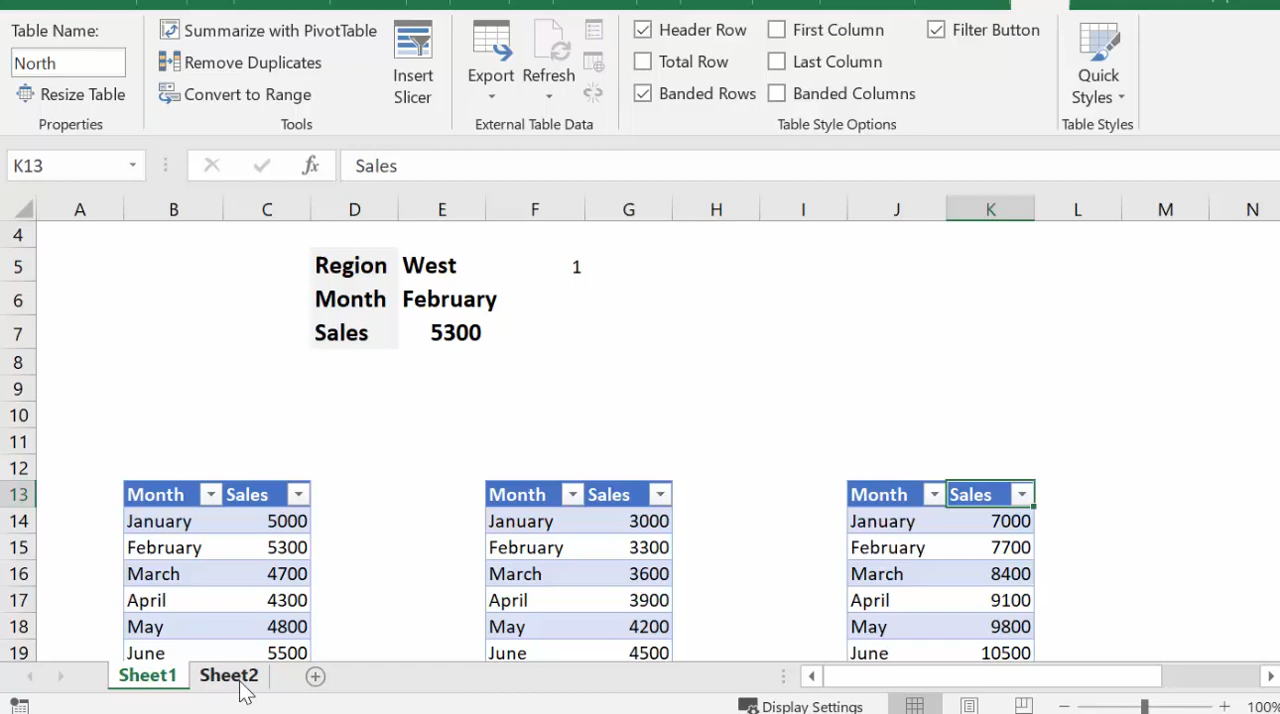 Table Name:
North
Resize Table
Properties
Summarize with PivotTable
Remove Duplicates
Convert to Range
Tools
Insert
Slicer
Export
Refresh
External Table Data
Header Row
First Column
Filter Button
Total Row
Last Column
Banded Rows
Banded Columns
Table Style Options
Quick
Styles
Table Styles
K13
fx
Sales
A B C D E F G H I J K L M N
4
5 Region West 1
6 Month February
7 Sales 5300
8
9
10
11
12
13 Month Sales Month Sales Month Sales
14 January 5000 January 3000 January 7000
15 February 5300 February 3300 February 7700
16 March 4700 March 3600 March 8400
17 April 4300 April 3900 April 9100
18 May 4800 May 4200 May 9800
19 June 5500 June 4500 June 10500
Sheet1 Sheet2
Display Settings 100%